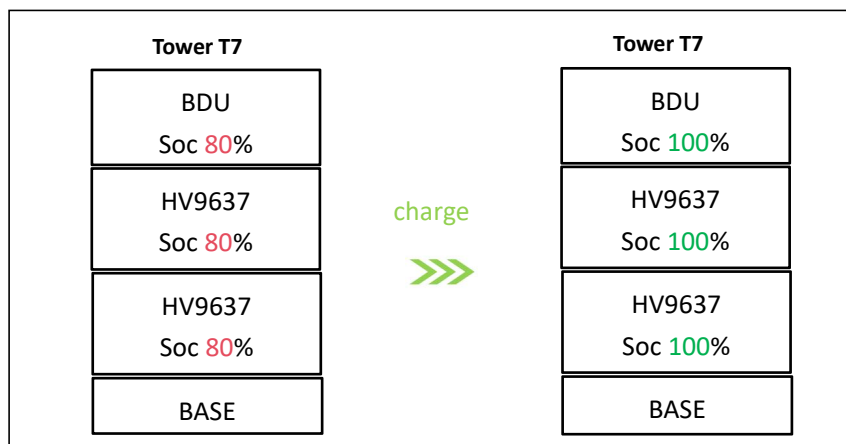 Tower T7
BDU
Soc 80%
HV9637
Soc 80%
HV9637
Soc 80%
BASE
charge
Tower T7
BDU
Soc 100%
HV9637
Soc 100%
HV9637
Soc 100%
BASE